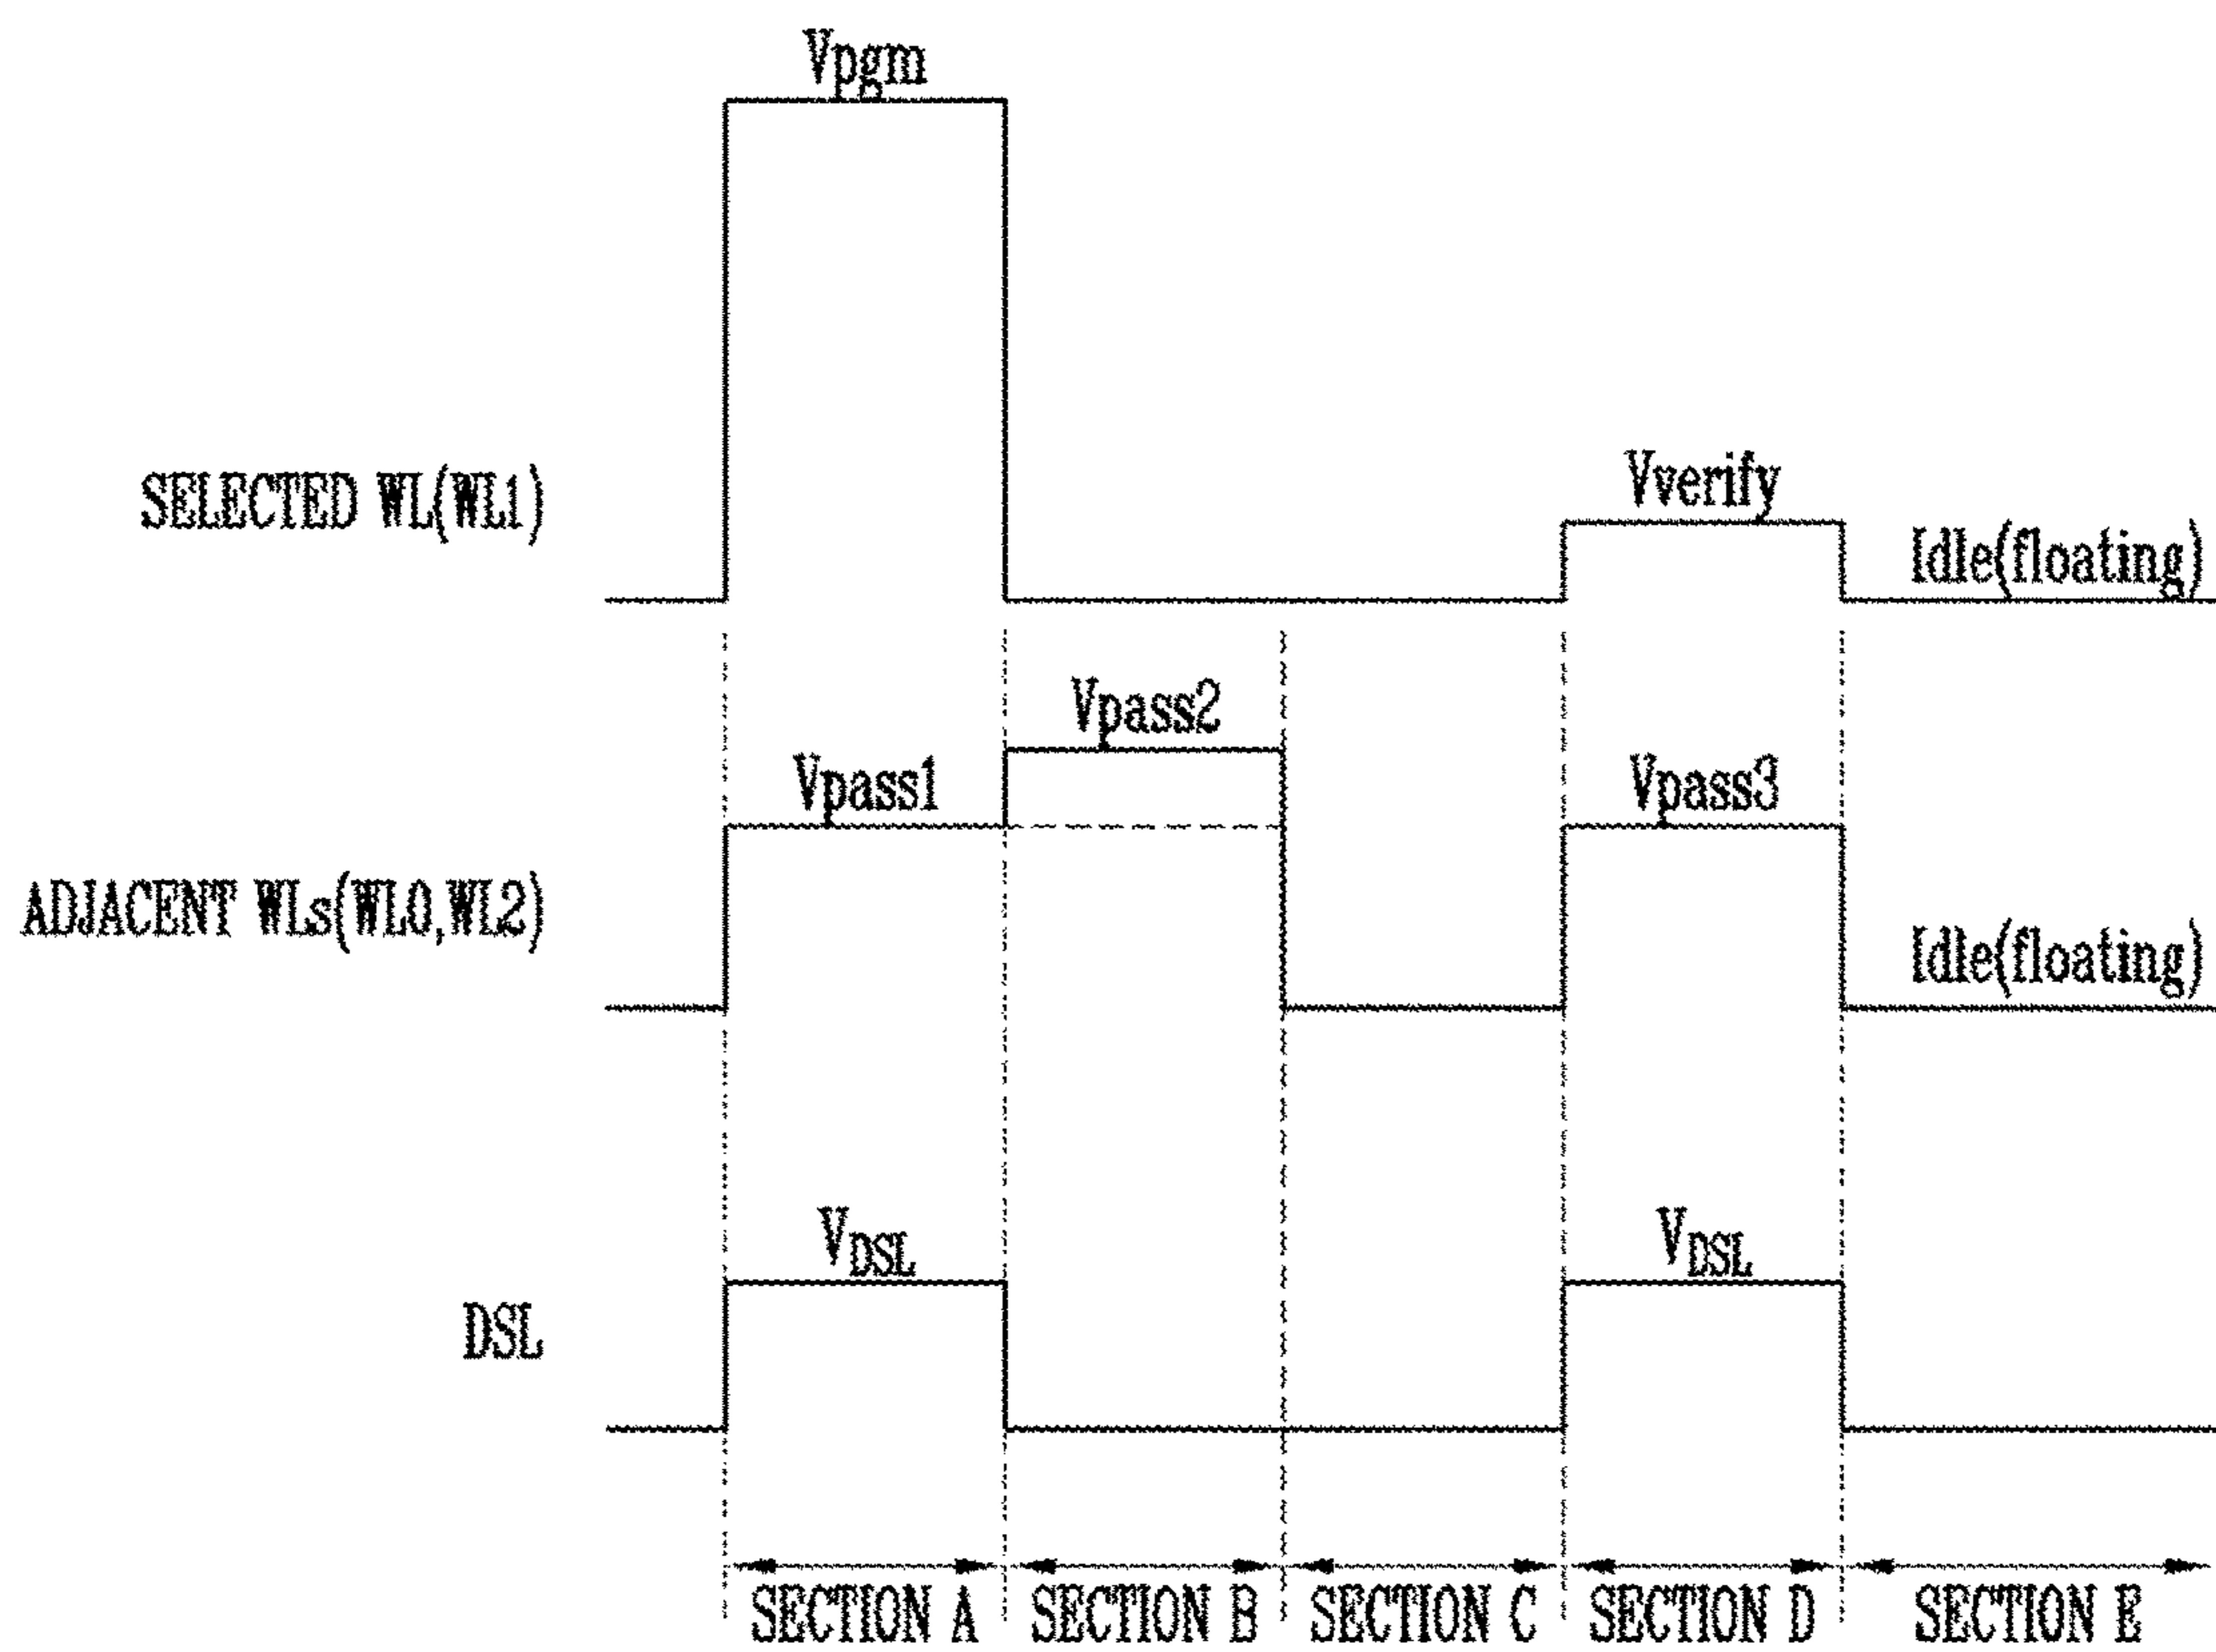 Vpgm
SELECTED WL(WL1)
Vverify
Idle(floating)
Vpass2
Vpass1
Vpass3
ADJACENT WLs(WL0,WL2)
Idle(floating)
VDSL
VDSL
DSL
SECTION A
SECTION B
SECTION C
SECTION D
SECTION E